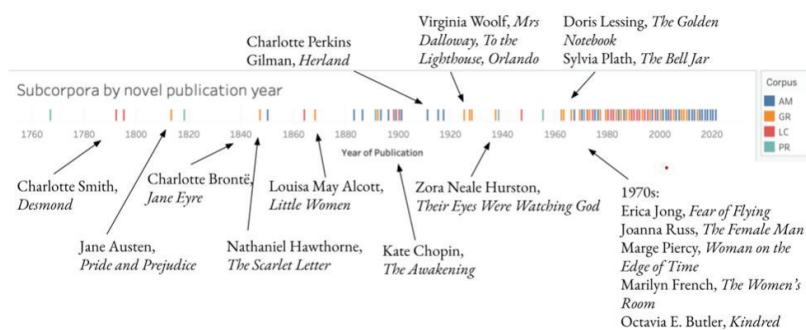 Charlotte Perkins
Gilman, Herland
Virginia Woolf, Mrs
Dalloway, To the
Lighthouse, Orlando
Doris Lessing, The Golden
Notebook
Sylvia Plath, The Bell Jar
Subcorpora by novel publication year
Corpus
AM
GR
LC
PR
1760 1780 1800 1820 1840 1860 1880 1900 1920 1940 1960 1980 2000 2020
Year of Publication
Charlotte Smith,
Desmond
Jane Austen,
Pride and Prejudice
Charlotte Brontë,
Jane Eyre
Nathaniel Hawthorne,
The Scarlet Letter
Louisa May Alcott,
Little Women
Kate Chopin,
The Awakening
Zora Neale Hurston,
Their Eyes Were Watching God
1970s:
Erica Jong, Fear of Flying
Joanna Russ, The Female Man
Marge Piercy, Woman on the
Edge of Time
Marilyn French, The Women's
Room
Octavia E. Butler, Kindred